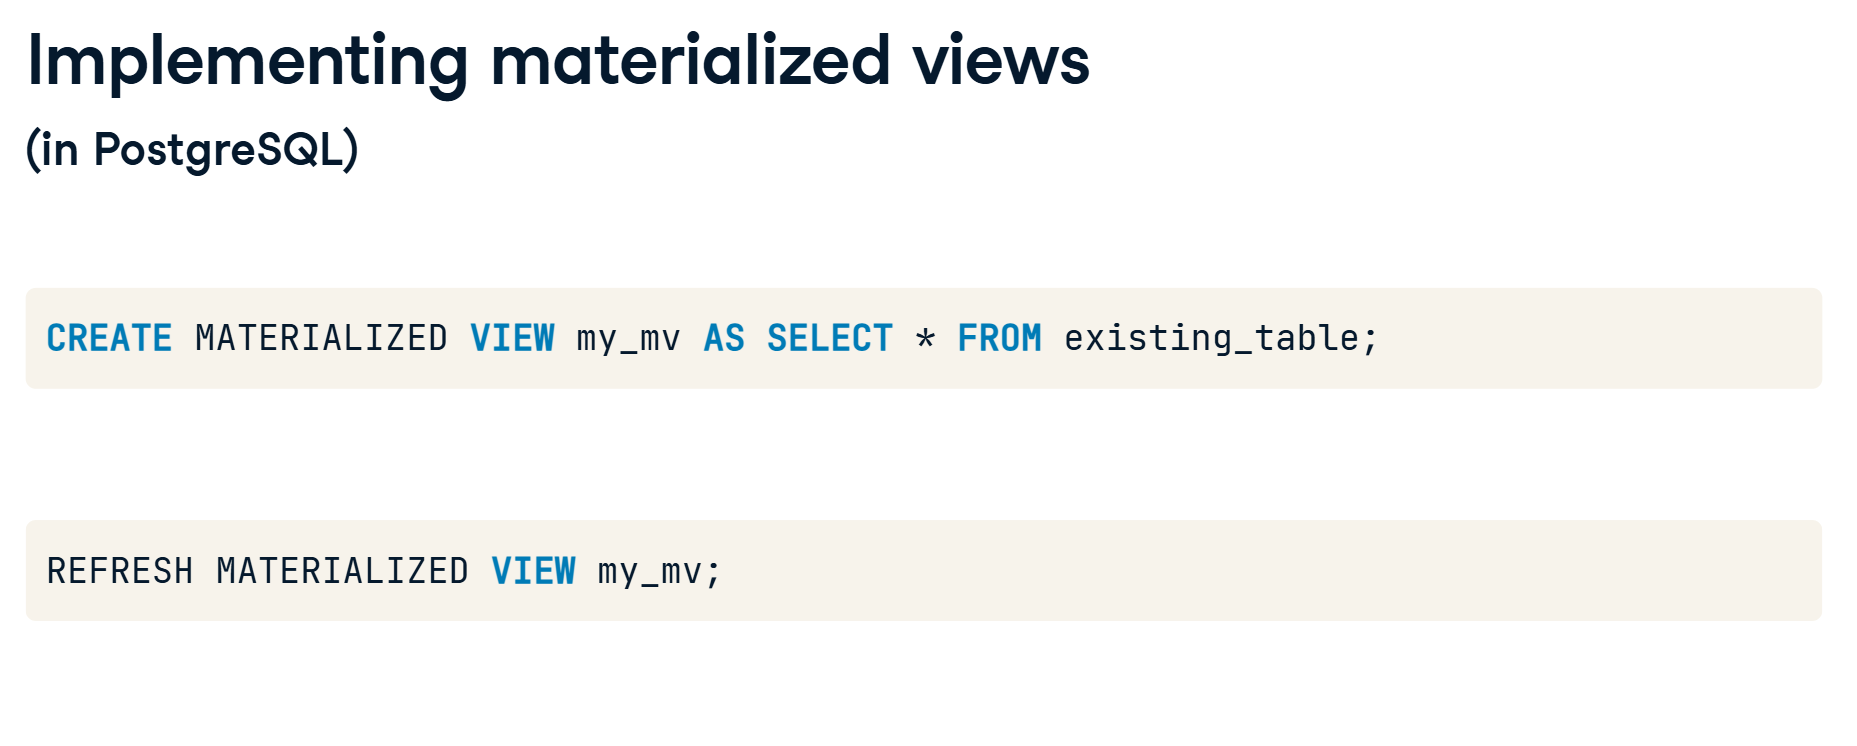 Implementing materialized views
(in PostgreSQL)
CREATE MATERIALIZED VIEW my_mv AS SELECT * FROM existing_table;
REFRESH MATERIALIZED VIEW my_mv;